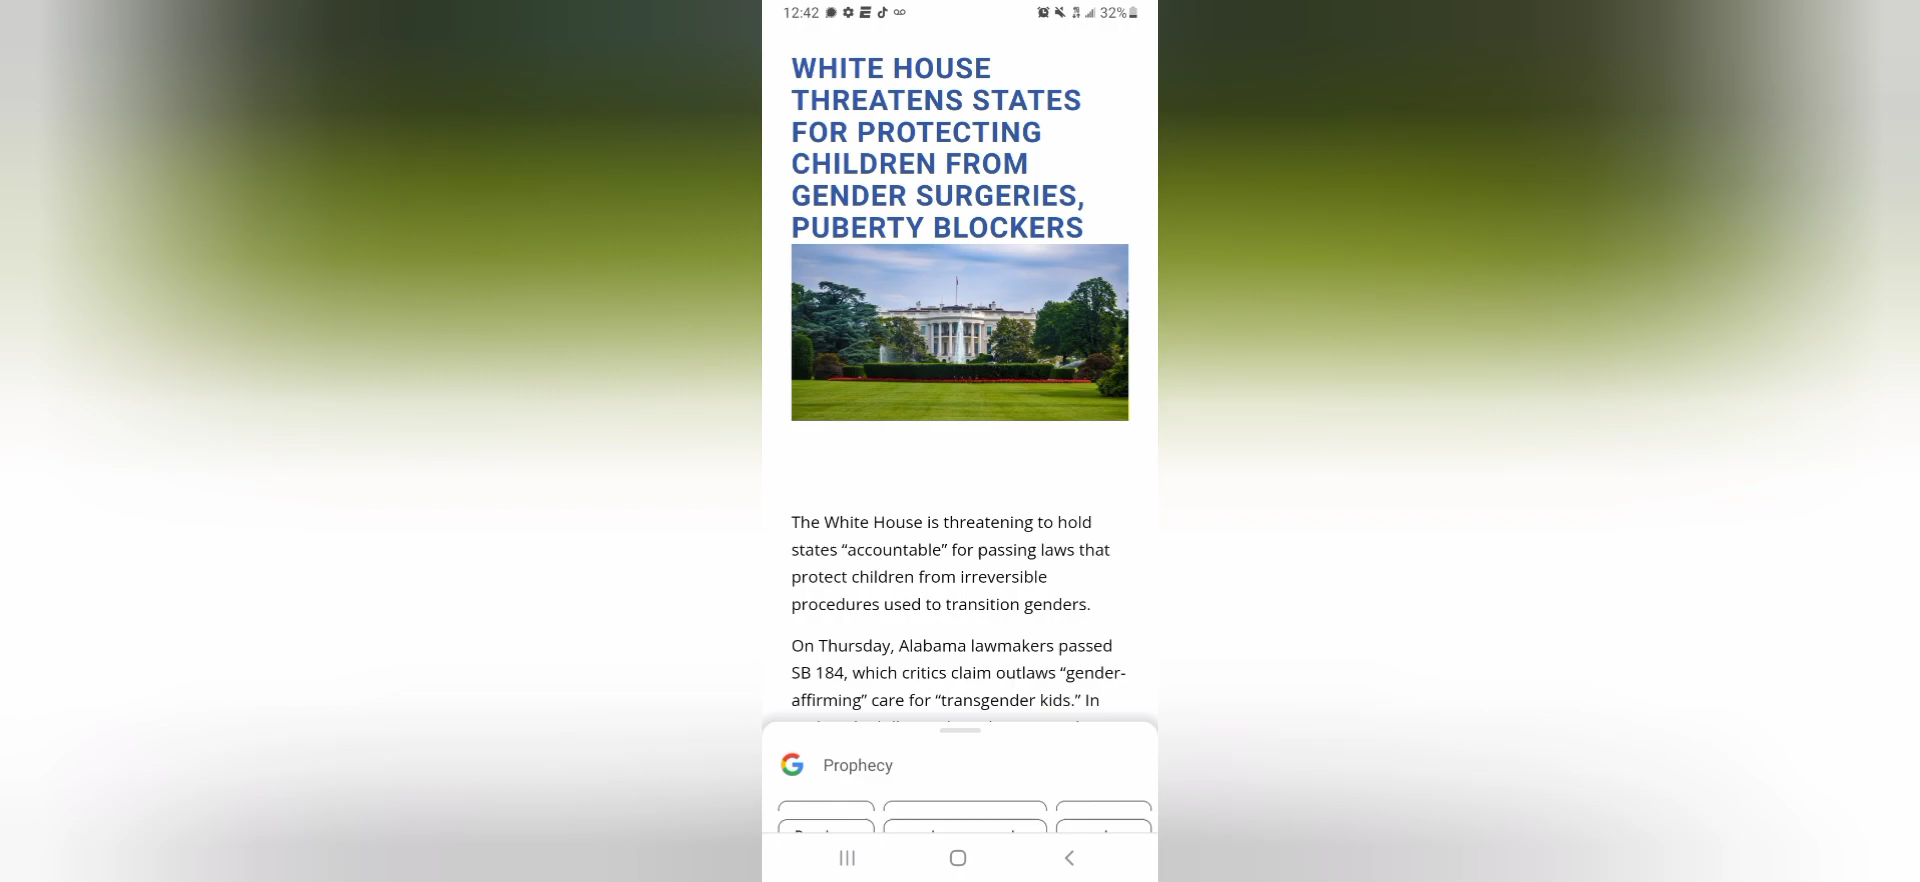 12:42
32%
WHITE HOUSE
THREATENS STATES
FOR PROTECTING
CHILDREN FROM
GENDER SURGERIES,
PUBERTY BLOCKERS
The White House is threatening to hold
states “accountable” for passing laws that
protect children from irreversible
procedures used to transition genders.
On Thursday, Alabama lawmakers passed
SB 184, which critics claim outlaws “gender-
affirming” care for “transgender kids.” In
Prophecy